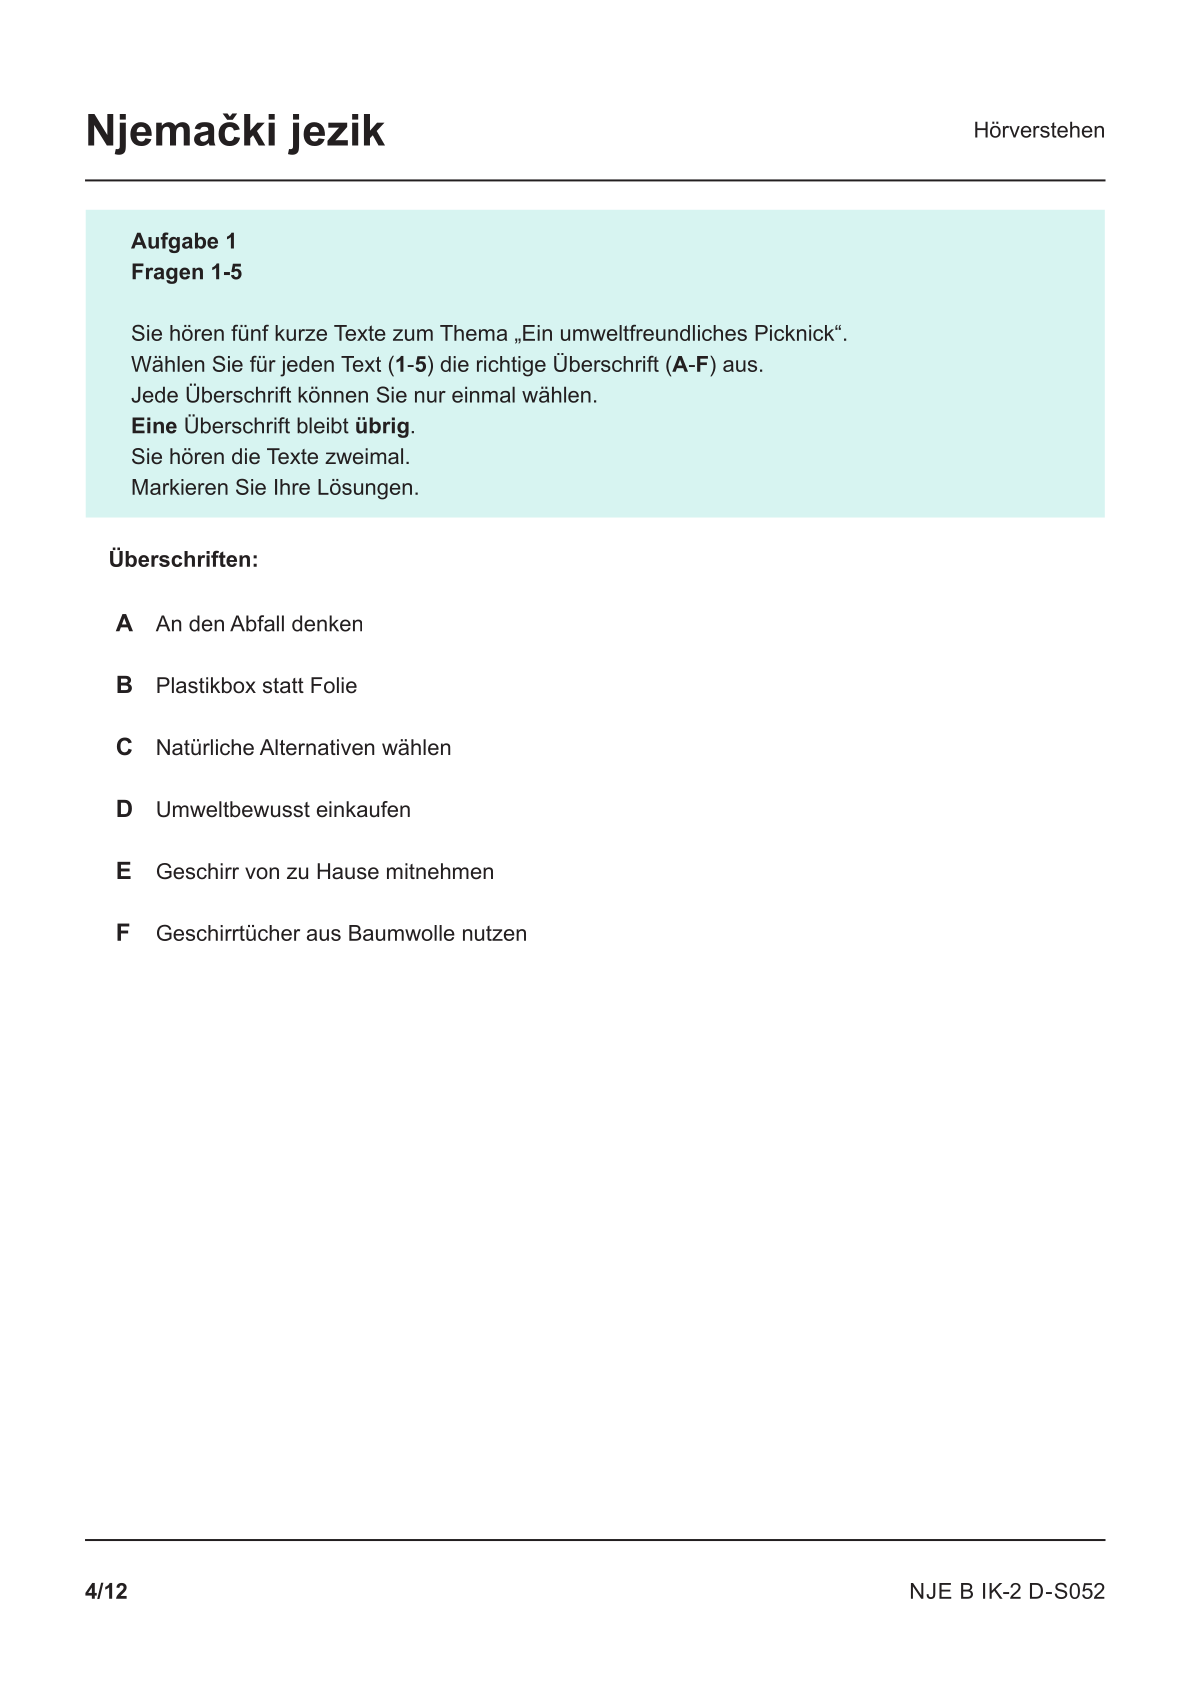 Njemački jezik
Hörverstehen
Aufgabe 1
Fragen 1-5
Sie hören fünf kurze Texte zum Thema „Ein umweltfreundliches Picknick“.
Wählen Sie für jeden Text (1-5) die richtige Überschrift (A-F) aus.
Jede Überschrift können Sie nur einmal wählen.
Eine Überschrift bleibt übrig.
Sie hören die Texte zweimal.
Markieren Sie Ihre Lösungen.
Überschriften:
A An den Abfall denken
B Plastikbox statt Folie
C Natürliche Alternativen wählen
D Umweltbewusst einkaufen
E Geschirr von zu Hause mitnehmen
F Geschirrtücher aus Baumwolle nutzen
4/12
NJE B IK-2 D-S052